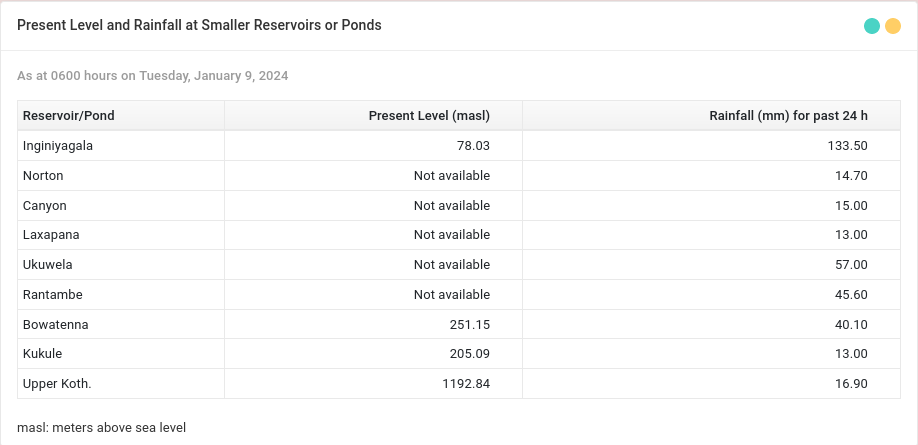 Present Level and Rainfall at Smaller Reservoirs or Ponds
As at 0600 hours on Tuesday, January 9, 2024
Reservoir/Pond Present Level (masl) Rainfall (mm) for past 24 h
Inginiyagala 78.03 133.50
Norton Not available 14.70
Canyon Not available 15.00
Laxapana Not available 13.00
Ukuwela Not available 57.00
Rantambe Not available 45.60
Bowatenna 251.15 40.10
Kukule 205.09 13.00
Upper Koth. 1192.84 16.90
masl: meters above sea level